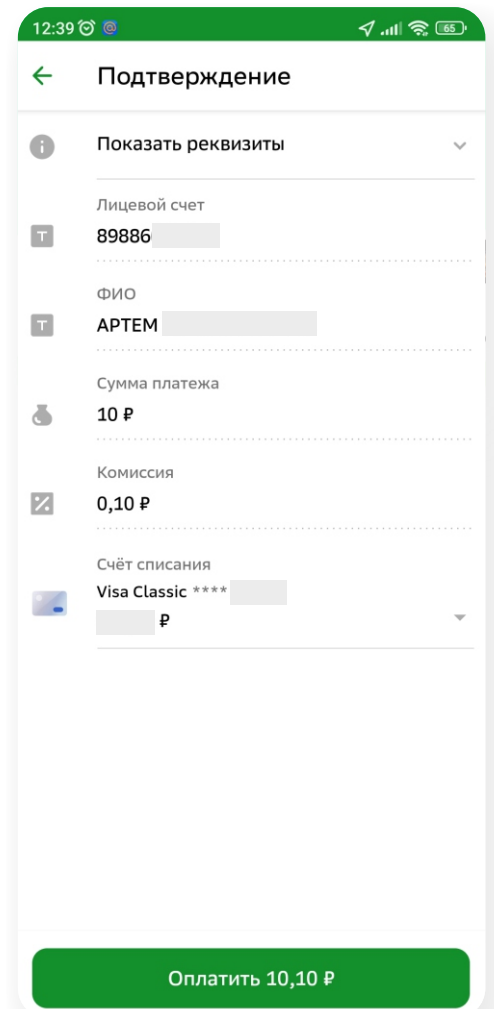 12:39
65
Подтверждение
Показать реквизиты
Лицевой счет
89886
ФИО
АРТЕМ
Сумма платежа
10 ₽
Комиссия
0,10 ₽
Счёт списания
Visa Classic ****
₽
Оплатить 10,10 ₽